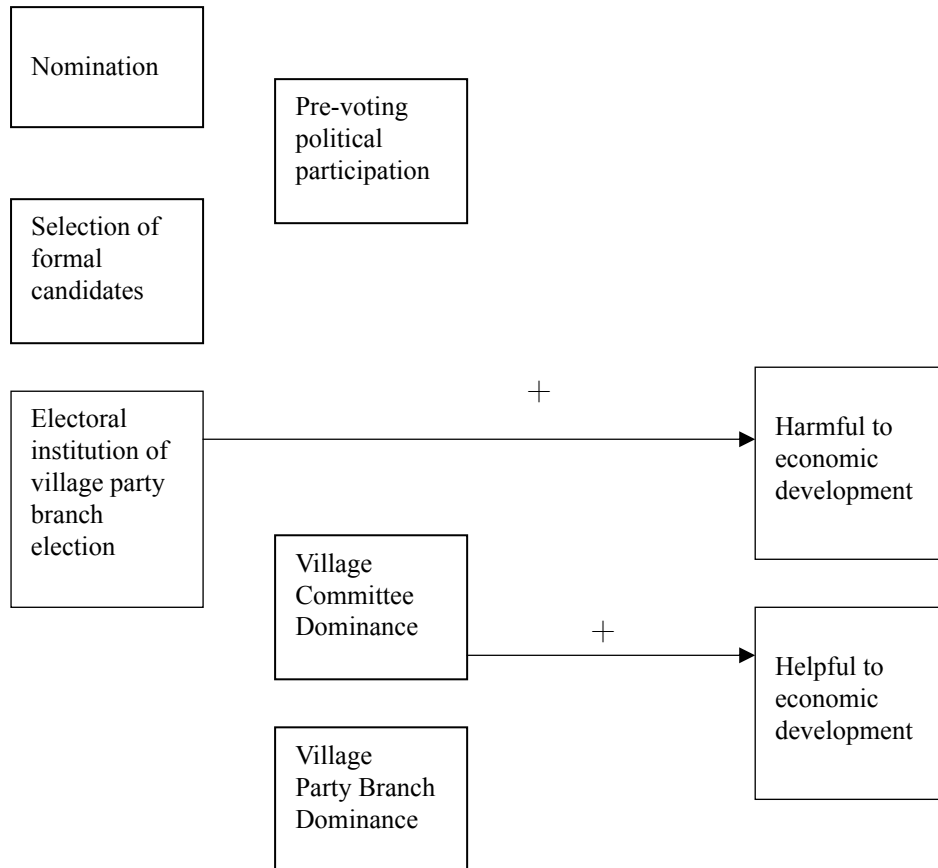 Nomination
Pre-voting
political
participation
Selection of
formal
candidates
+
Electoral
institution of
village party
branch
election
Harmful to
economic
development
Village
Committee
Dominance
+
Helpful to
economic
development
Village
Party Branch
Dominance